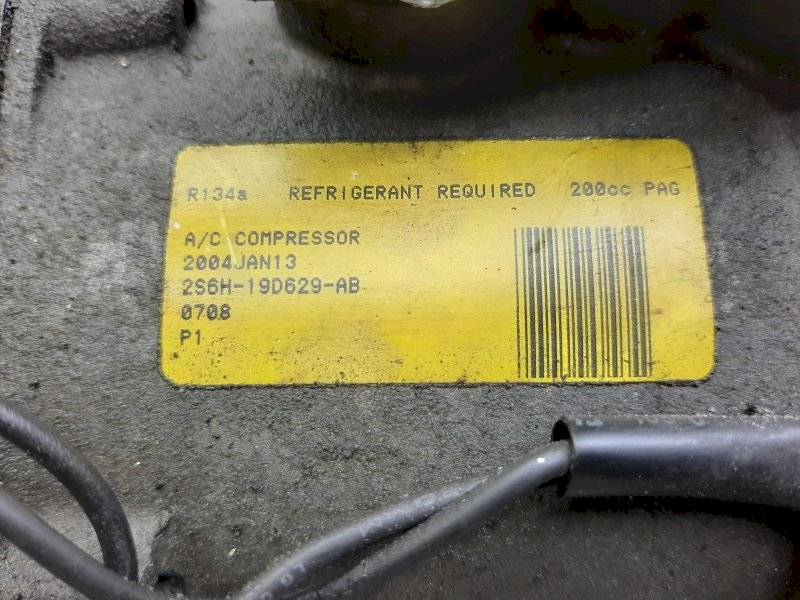 R134a REFRIGERANT REQUIRED 200cc PAG
A/C COMPRESSOR
2004JAN13
2S6H-19D629-AB
0708
P1